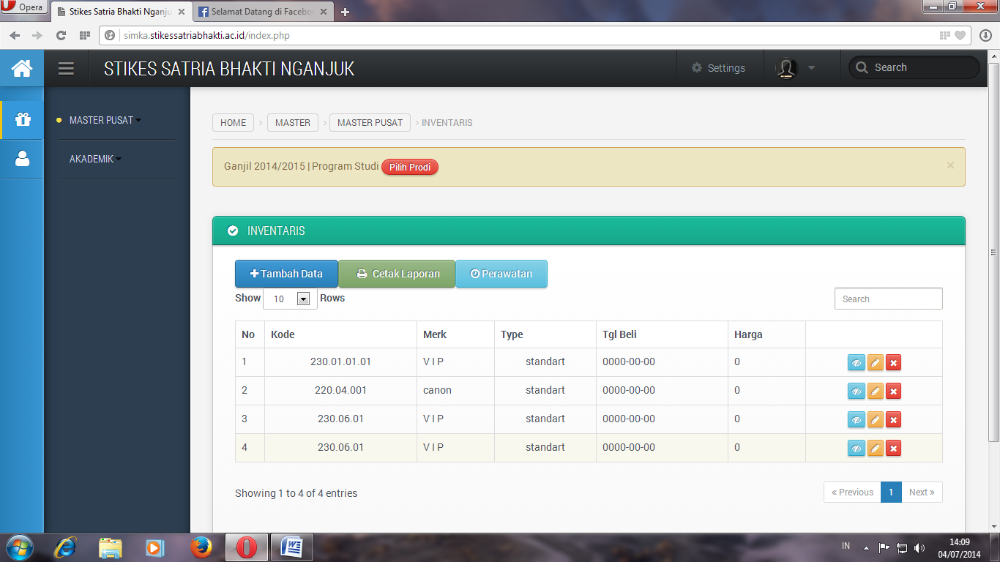 Opera
Stikes Satria Bhakti Nganju
Selamat Datang di Faceboo
simka.stikessatriabhakti.ac.id/index.php
STIKES SATRIA BHAKTI NGANJUK
Settings
Search
MASTER PUSAT
AKADEMIK
HOME › MASTER › MASTER PUSAT › INVENTARIS
Ganjil 2014/2015 | Program Studi Pilih Prodi ×
INVENTARIS
Tambah Data Cetak Laporan Perawatan
Show 10 Rows Search
No Kode Merk Type Tgl Beli Harga
1 230.01.01.01 V I P standart 0000-00-00 0
2 220.04.001 canon standart 0000-00-00 0
3 230.06.01 V I P standart 0000-00-00 0
4 230.06.01 V I P standart 0000-00-00 0
Showing 1 to 4 of 4 entries « Previous 1 Next »
IN 14:09
04/07/2014